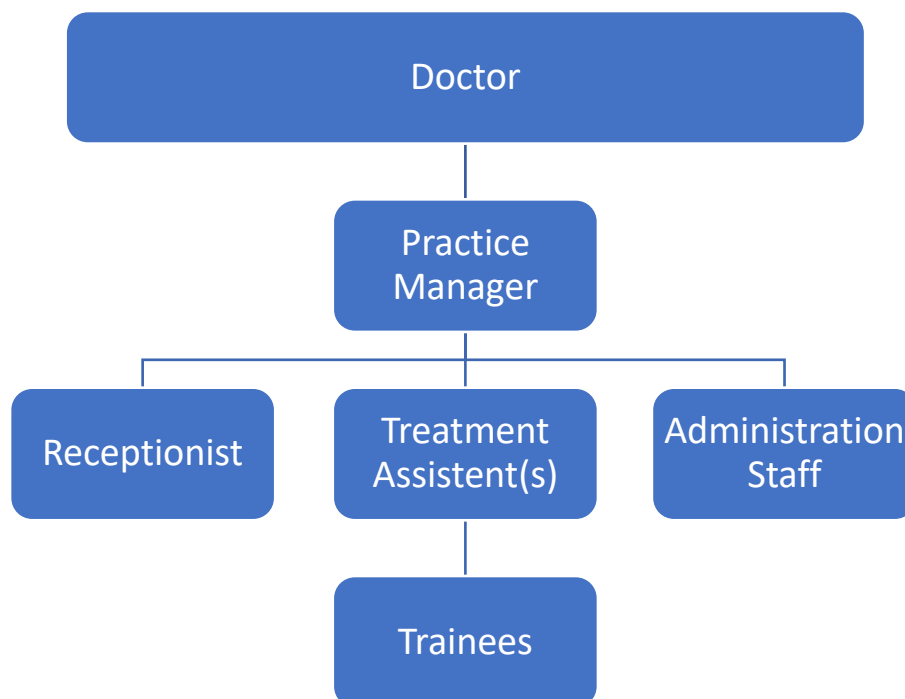 Doctor
Practice
Manager
Receptionist
Treatment
Assistent(s)
Administration
Staff
Trainees